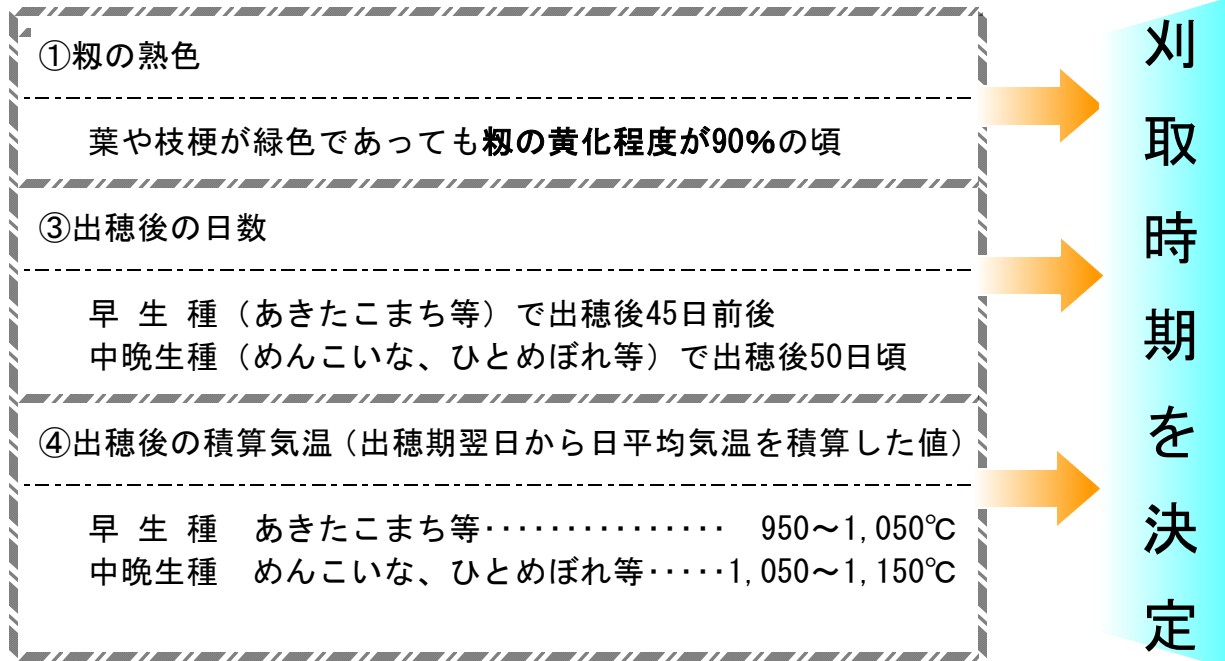 ①籾の熟色
葉や枝梗が緑色であっても籾の黄化程度が90%の頃
③出穂後の日数
早 生 種（あきたこまち等）で出穂後45日前後
中晩生種（めんこいな、ひとめぼれ等）で出穂後50日頃
④出穂後の積算気温（出穂期翌日から日平均気温を積算した値）
早 生 種　あきたこまち等･･･････････････　950～1,050℃
中晩生種　めんこいな、ひとめぼれ等･････1,050～1,150℃
刈取時期を決定